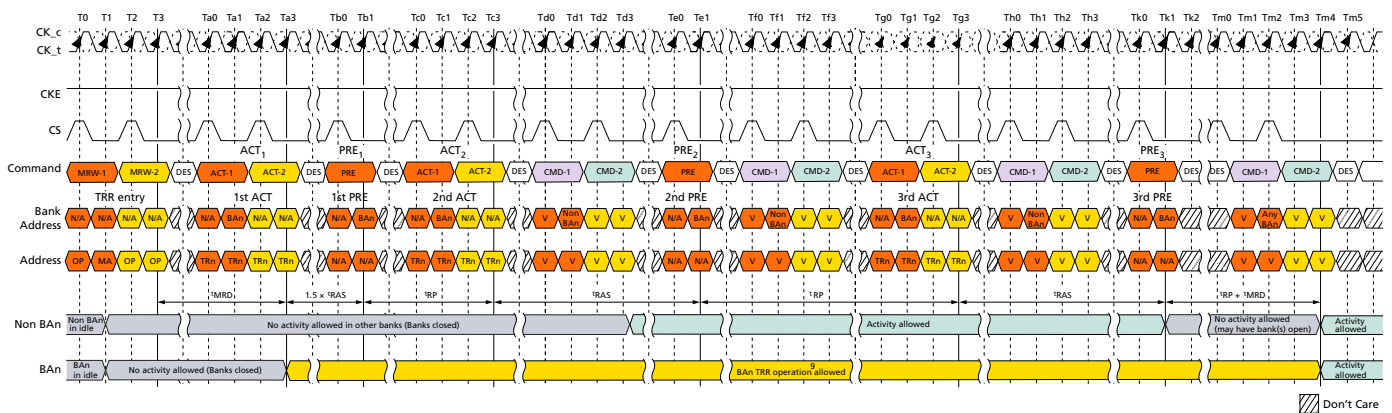 T0 T1 T2 T3 Ta0 Ta1 Ta2 Ta3 Tb0 Tb1 Tc0 Tc1 Tc2 Tc3 Td0 Td1 Td2 Td3 Te0 Te1 Tf0 Tf1 Tf2 Tf3 Tg0 Tg1 Tg2 Tg3 Th0 Th1 Th2 Th3 Tk0 Tk1 Tk2 Tm0 Tm1 Tm2 Tm3 Tm4 Tm5
CK_c
CK_t
CKE
CS
ACT1 PRE1 ACT2 PRE2 ACT3 PRE3
Command MRW-1 MRW-2 DES ACT-1 ACT-2 DES PRE DES ACT-1 ACT-2 DES CMD-1 CMD-2 DES PRE DES CMD-1 CMD-2 DES ACT-1 ACT-2 DES CMD-1 CMD-2 DES PRE DES DES CMD-1 CMD-2 DES
TRR entry 1st ACT 1st PRE 2nd ACT 2nd PRE 3rd ACT 3rd PRE
Bank Address N/A N/A N/A N/A N/A BAn N/A N/A N/A BAn N/A BAn N/A N/A V Non BAn V V N/A BAn V Non BAn V V N/A BAn N/A N/A V Non BAn V V N/A BAn V Any BAn V V
Address OP MA OP OP TRn TRn TRn TRn N/A N/A TRn TRn TRn TRn V V V V N/A N/A V V V V TRn TRn TRn TRn V V V V N/A N/A V V V V
tMRD 1.5 × tRAS tRP tRAS tRP tRAS tRP + tMRD
Non BAn Non BAn in idle No activity allowed in other banks (Banks closed) Activity allowed No activity allowed (may have bank(s) open) Activity allowed
BAn BAn in idle No activity allowed (Banks closed) BAn TRR operation allowed 9 Activity allowed
Don't Care